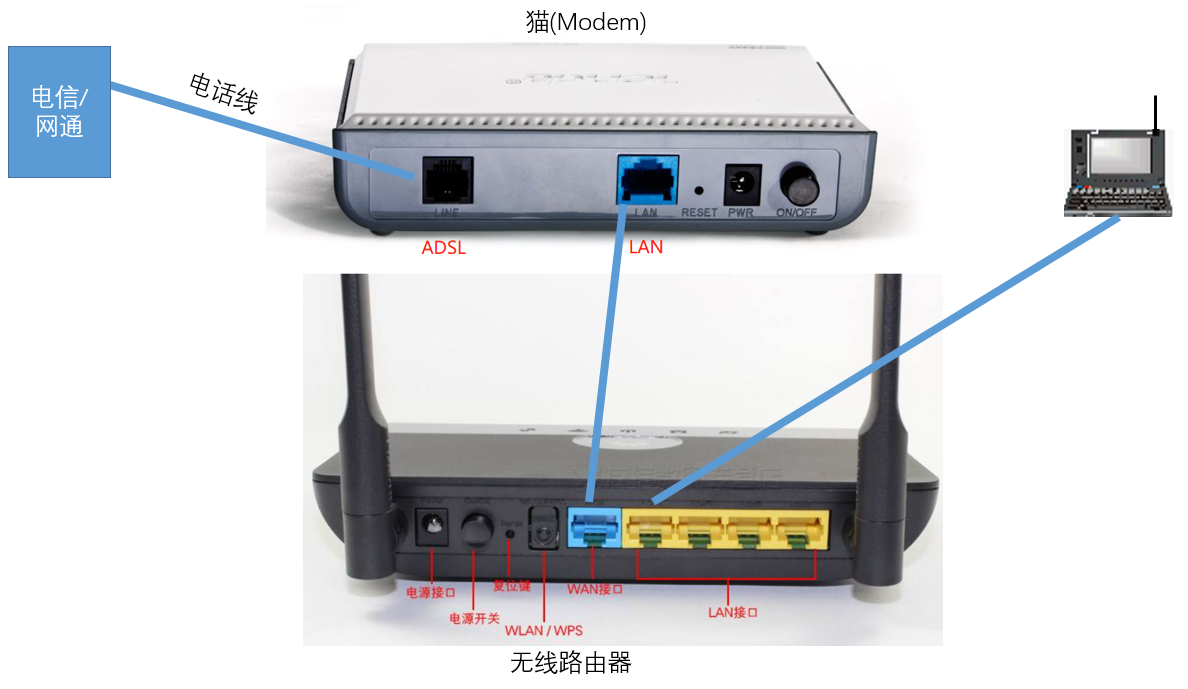 猫(Modem)
电信/
网通
电话线
LINE
LAN
RESET
PWR
ON/OFF
ADSL
LAN
电源接口
复位键
WAN接口
电源开关
LAN接口
WLAN / WPS
无线路由器